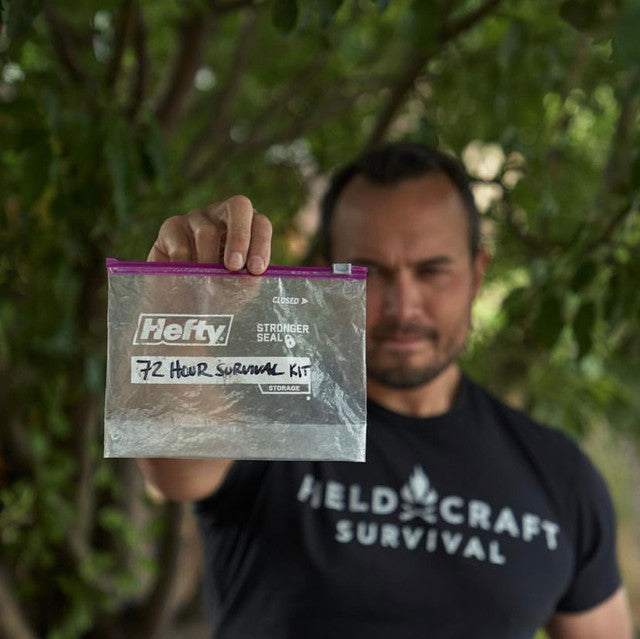 CLOSED
Hefty
STRONGER
SEAL
72 HOUR SURVIVAL KIT
STORAGE
FIELD CRAFT
SURVIVAL